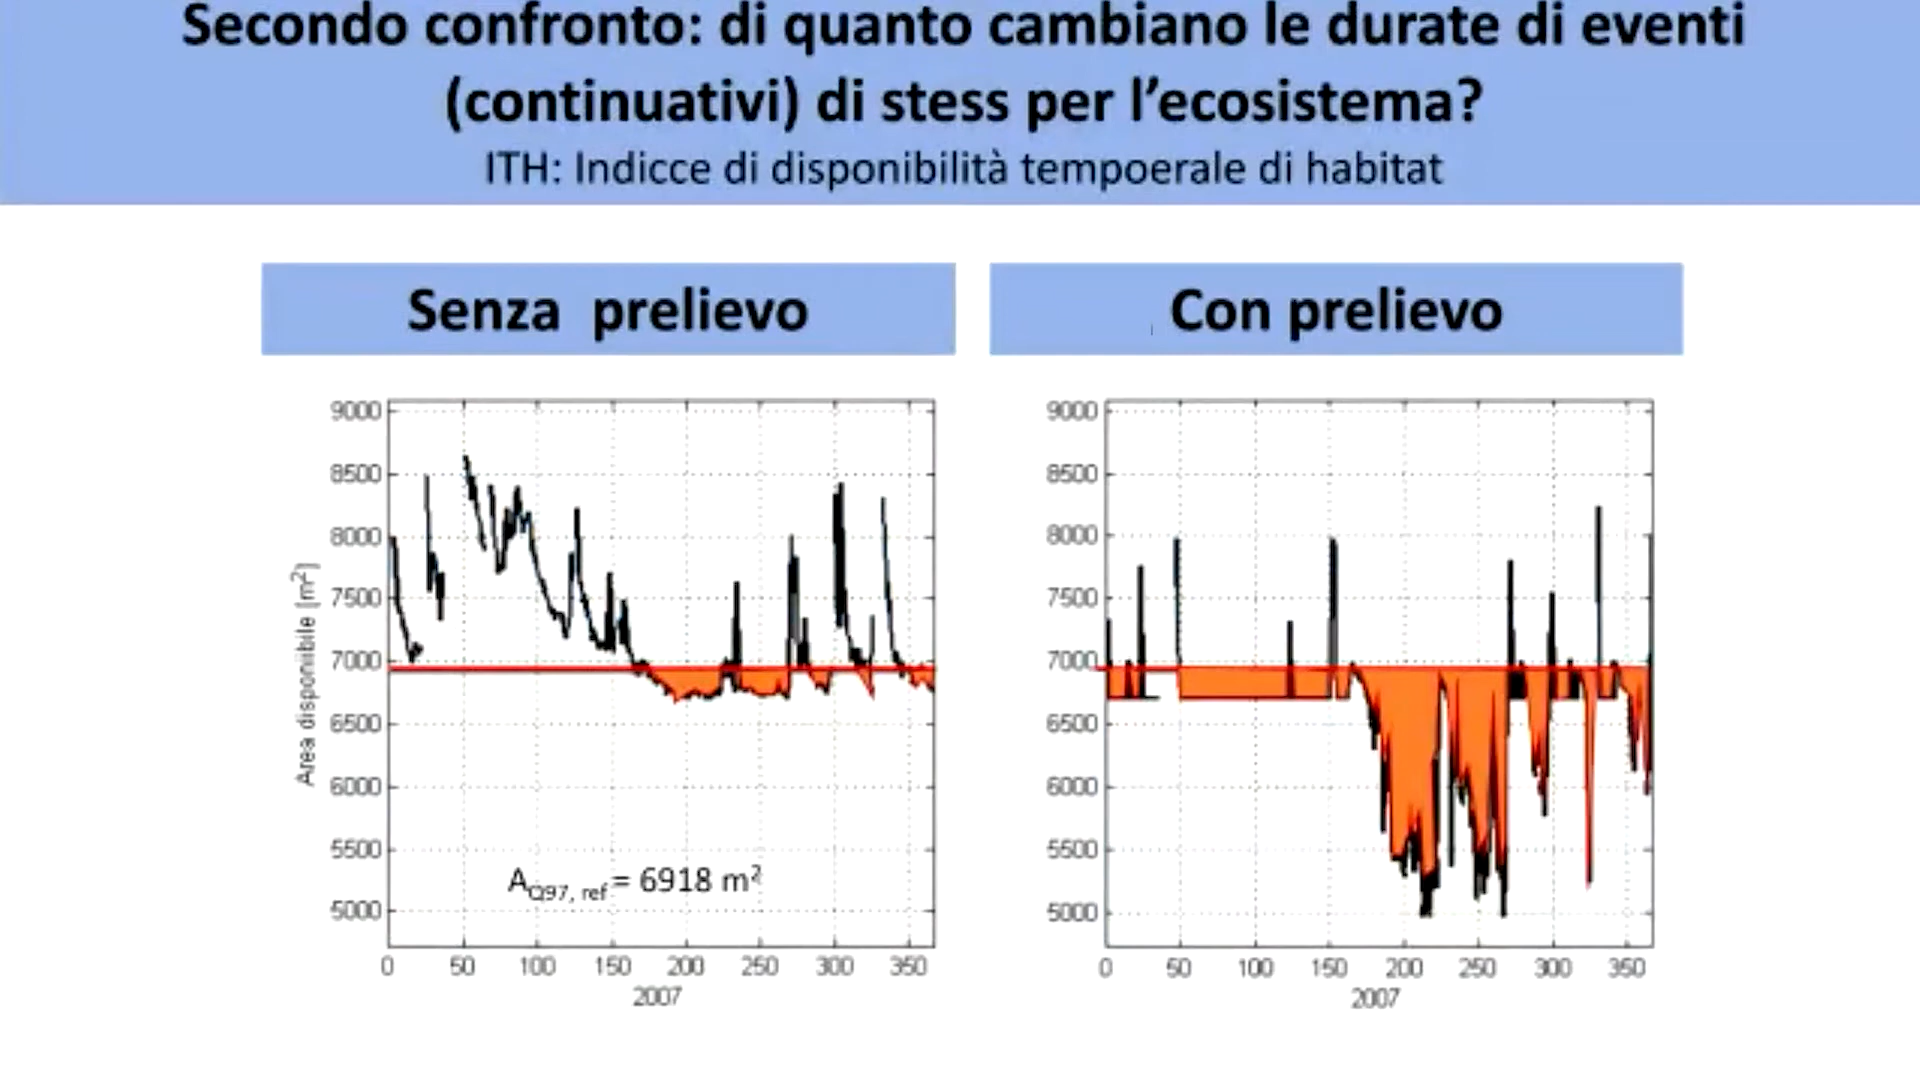 Secondo confronto: di quanto cambiano le durate di eventi
(continuativi) di stess per l'ecosistema?
ITH: Indicce di disponibilità tempoerale di habitat
Senza prelievo
Con prelievo
9000
8500
8000
7500
7000
6500
6000
5500
5000
Area disponiibile [m²]
A_Q97, ref = 6918 m²
0 50 100 150 200 250 300 350
2007
9000
8500
8000
7500
7000
6500
6000
5500
5000
0 50 100 150 200 250 300 350
2007